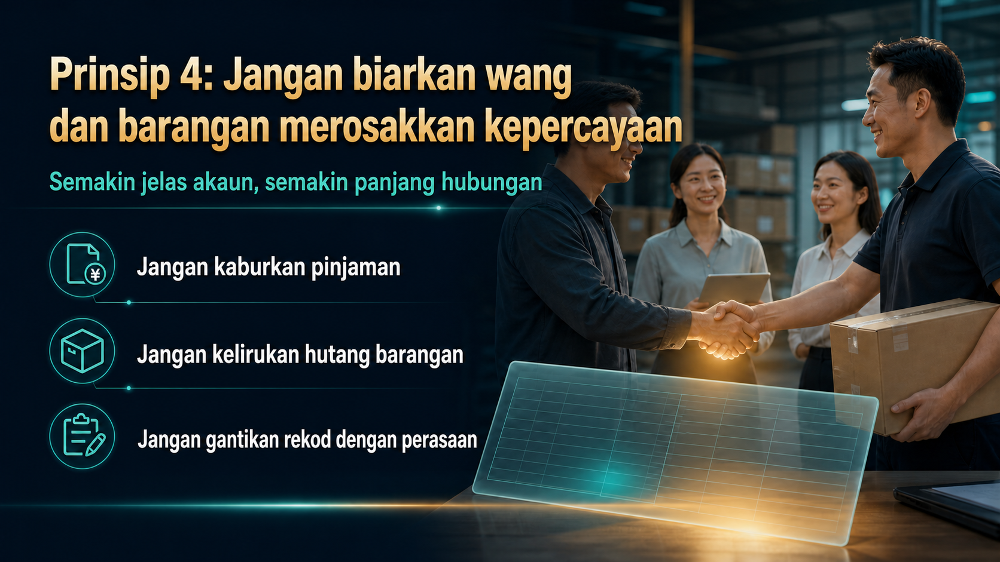 Prinsip 4: Jangan biarkan wang
dan barangan merosakkan kepercayaan
Semakin jelas akaun, semakin panjang hubungan
¥
Jangan kaburkan pinjaman
Jangan kelirukan hutang barangan
Jangan gantikan rekod dengan perasaan